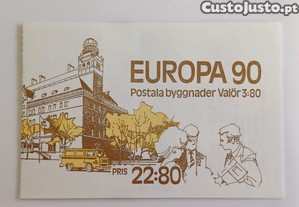 Custojusto.pt
EUROPA 90
Postala byggnader Valör 3:80
PRIS 22:80